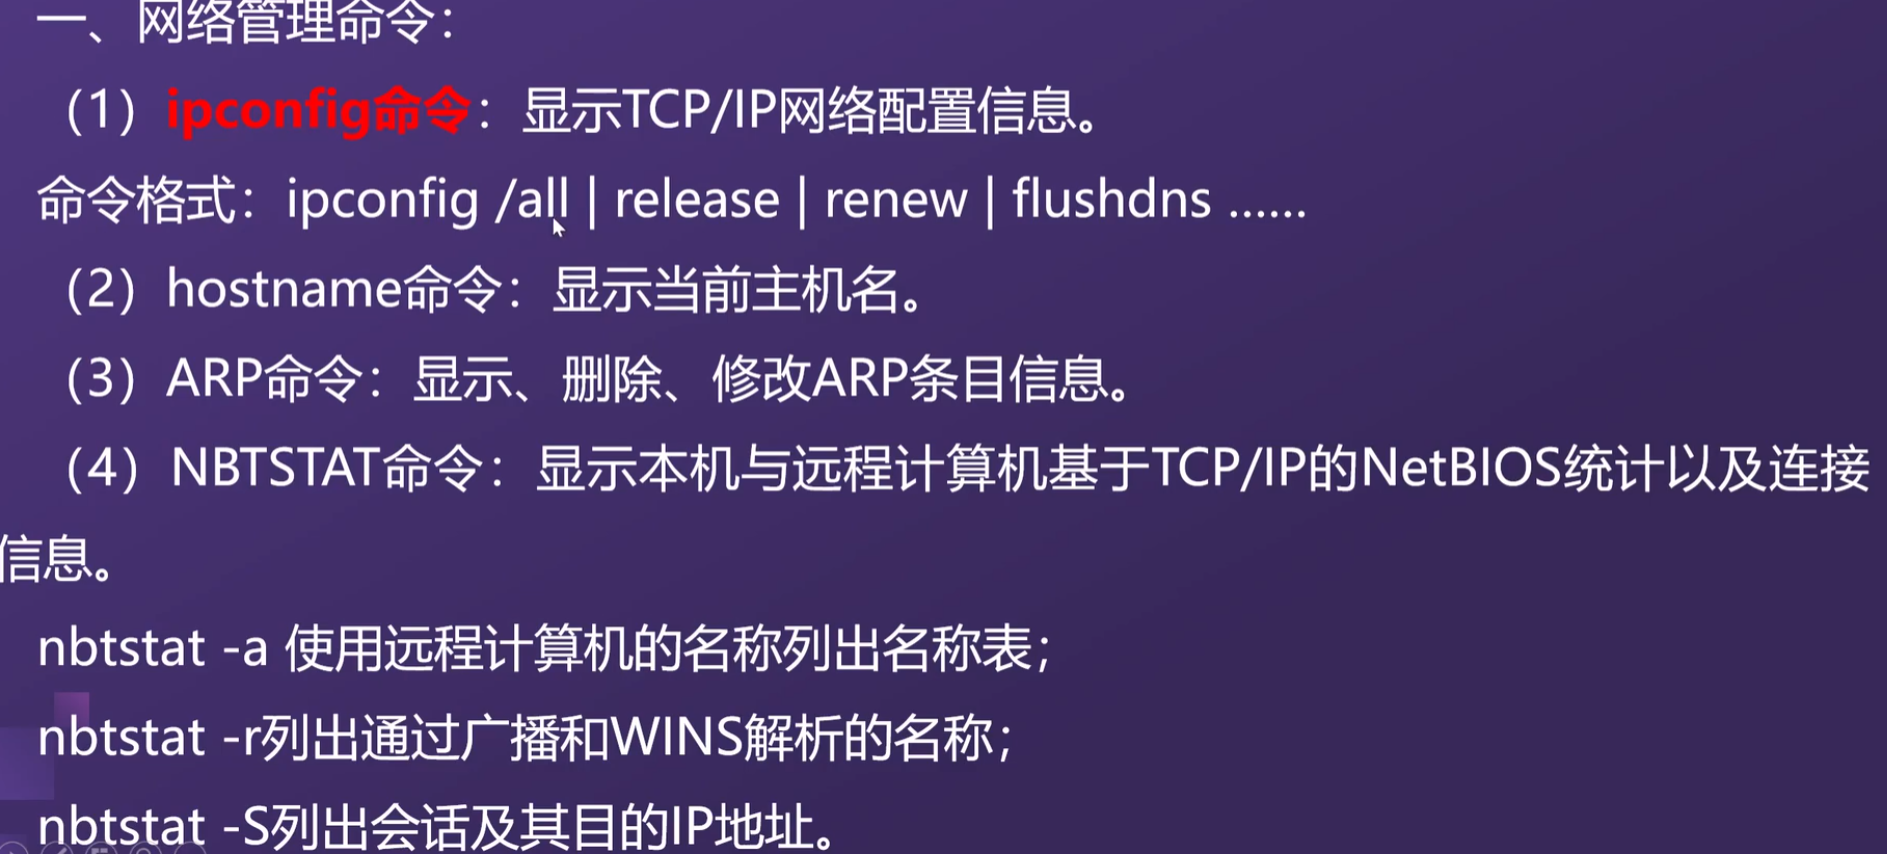 一、网络管理命令：
（1）ipconfig命令：显示TCP/IP网络配置信息。
命令格式：ipconfig /all | release | renew | flushdns ……
（2）hostname命令：显示当前主机名。
（3）ARP命令：显示、删除、修改ARP条目信息。
（4）NBTSTAT命令：显示本机与远程计算机基于TCP/IP的NetBIOS统计以及连接
信息。
nbtstat -a 使用远程计算机的名称列出名称表；
nbtstat -r列出通过广播和WINS解析的名称；
nbtstat -S列出会话及其目的IP地址。